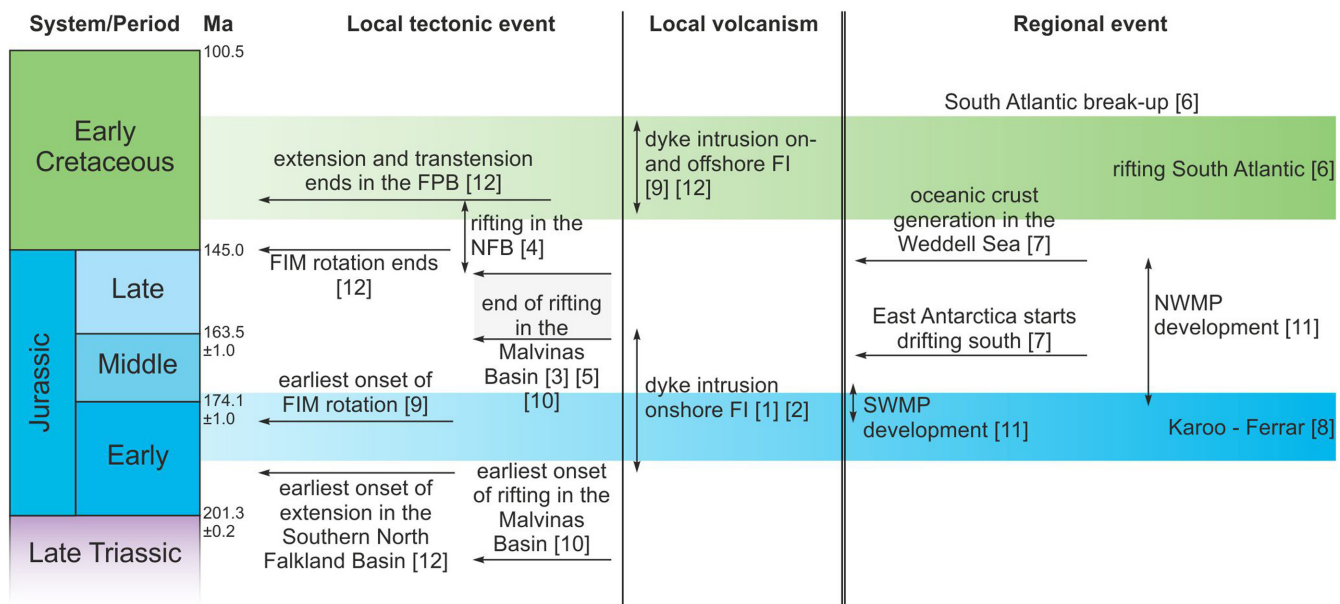 System/Period
Ma
Local tectonic event
Local volcanism
Regional event
100.5
Early
Cretaceous
145.0
Jurassic
Late
163.5
±1.0
Middle
174.1
±1.0
Early
201.3
±0.2
Late Triassic
extension and transtension
ends in the FPB [12]
rifting in the
NFB [4]
FIM rotation ends
[12]
end of rifting
in the
Malvinas
Basin [3] [5]
[10]
earliest onset of
FIM rotation [9]
earliest onset of
extension in the
Southern North
Falkland Basin [12]
earliest onset
of rifting in the
Malvinas
Basin [10]
dyke intrusion on-
and offshore FI
[9] [12]
dyke intrusion
onshore FI [1] [2]
South Atlantic break-up [6]
rifting South Atlantic [6]
oceanic crust
generation in the
Weddell Sea [7]
East Antarctica starts
drifting south [7]
NWMP
development [11]
SWMP
development [11]
Karoo - Ferrar [8]